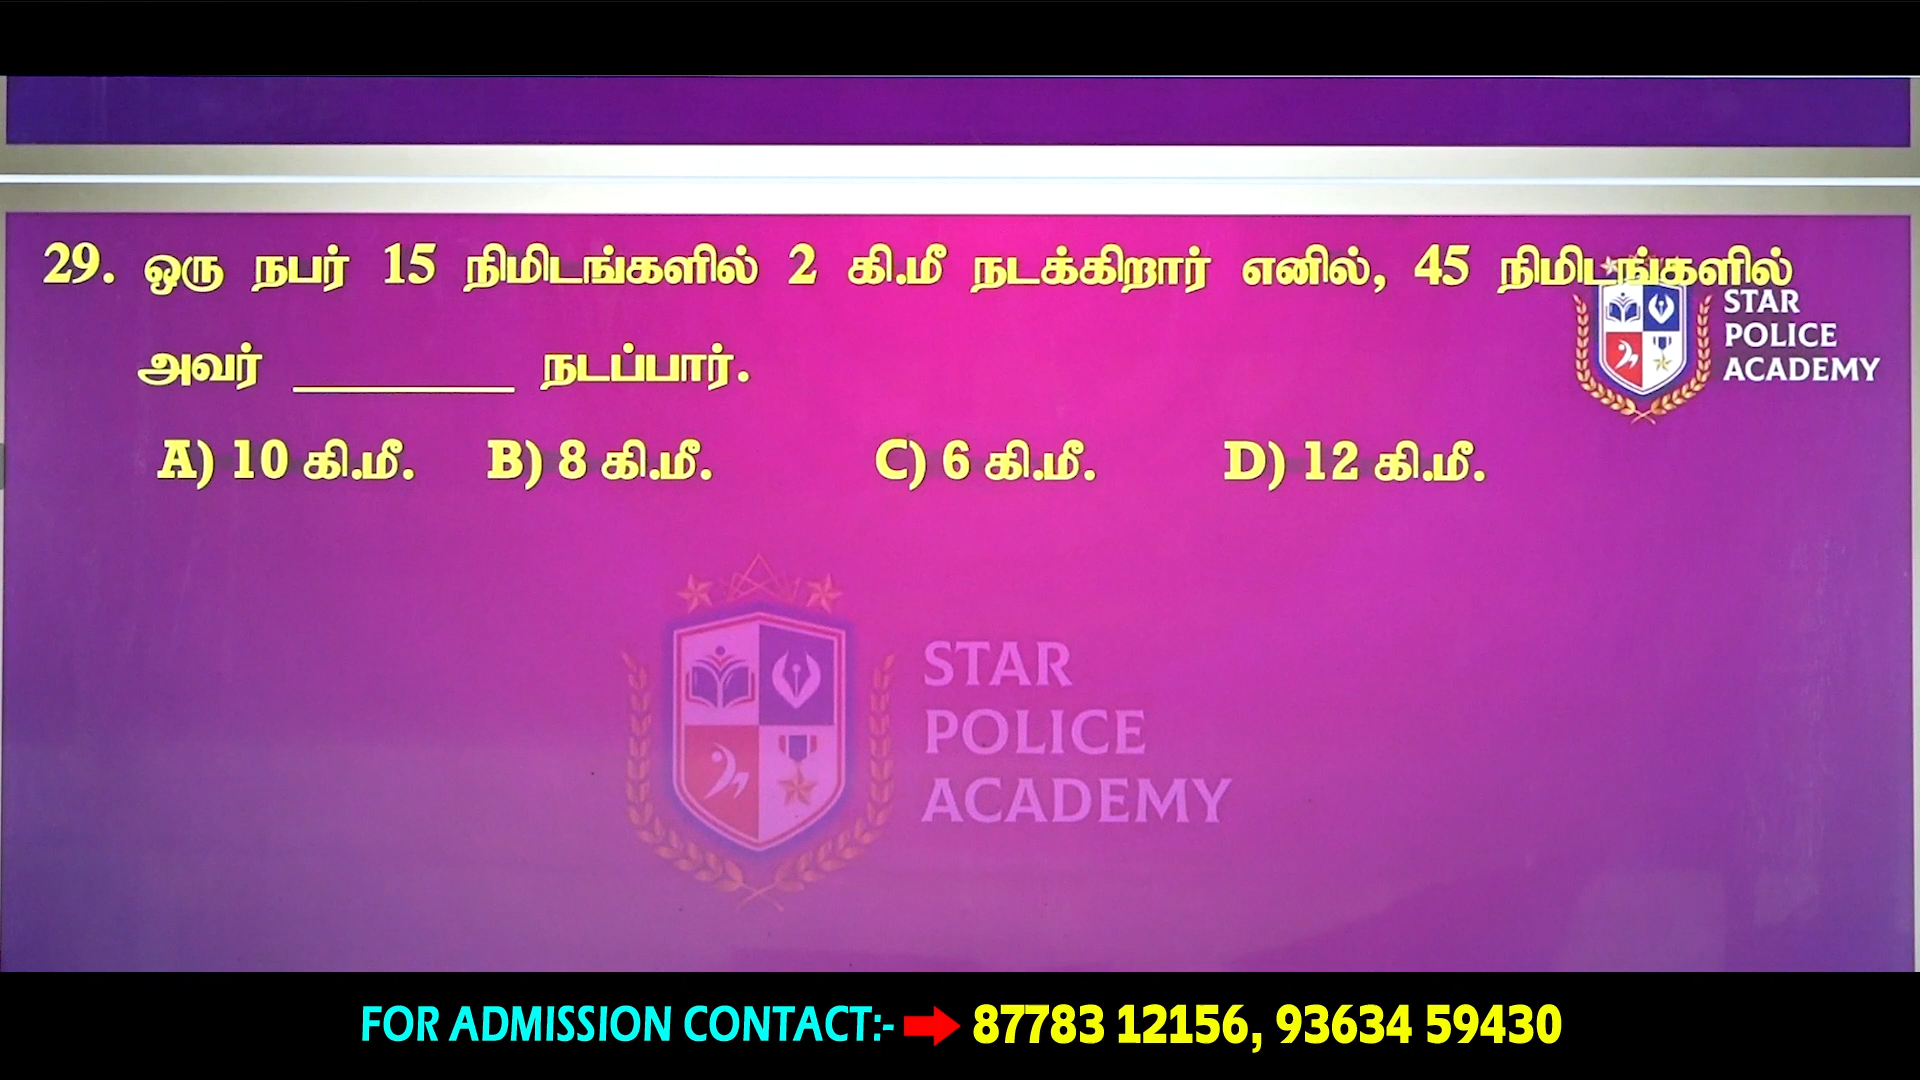 29. ஒரு நபர் 15 நிமிடங்களில் 2 கி.மீ நடக்கிறார் எனில், 45 நிமிடங்களில்
அவர் ________ நடப்பார்.
A) 10 கி.மீ. B) 8 கி.மீ. C) 6 கி.மீ. D) 12 கி.மீ.
STAR
POLICE
ACADEMY
STAR
POLICE
ACADEMY
FOR ADMISSION CONTACT:- 87783 12156, 93634 59430